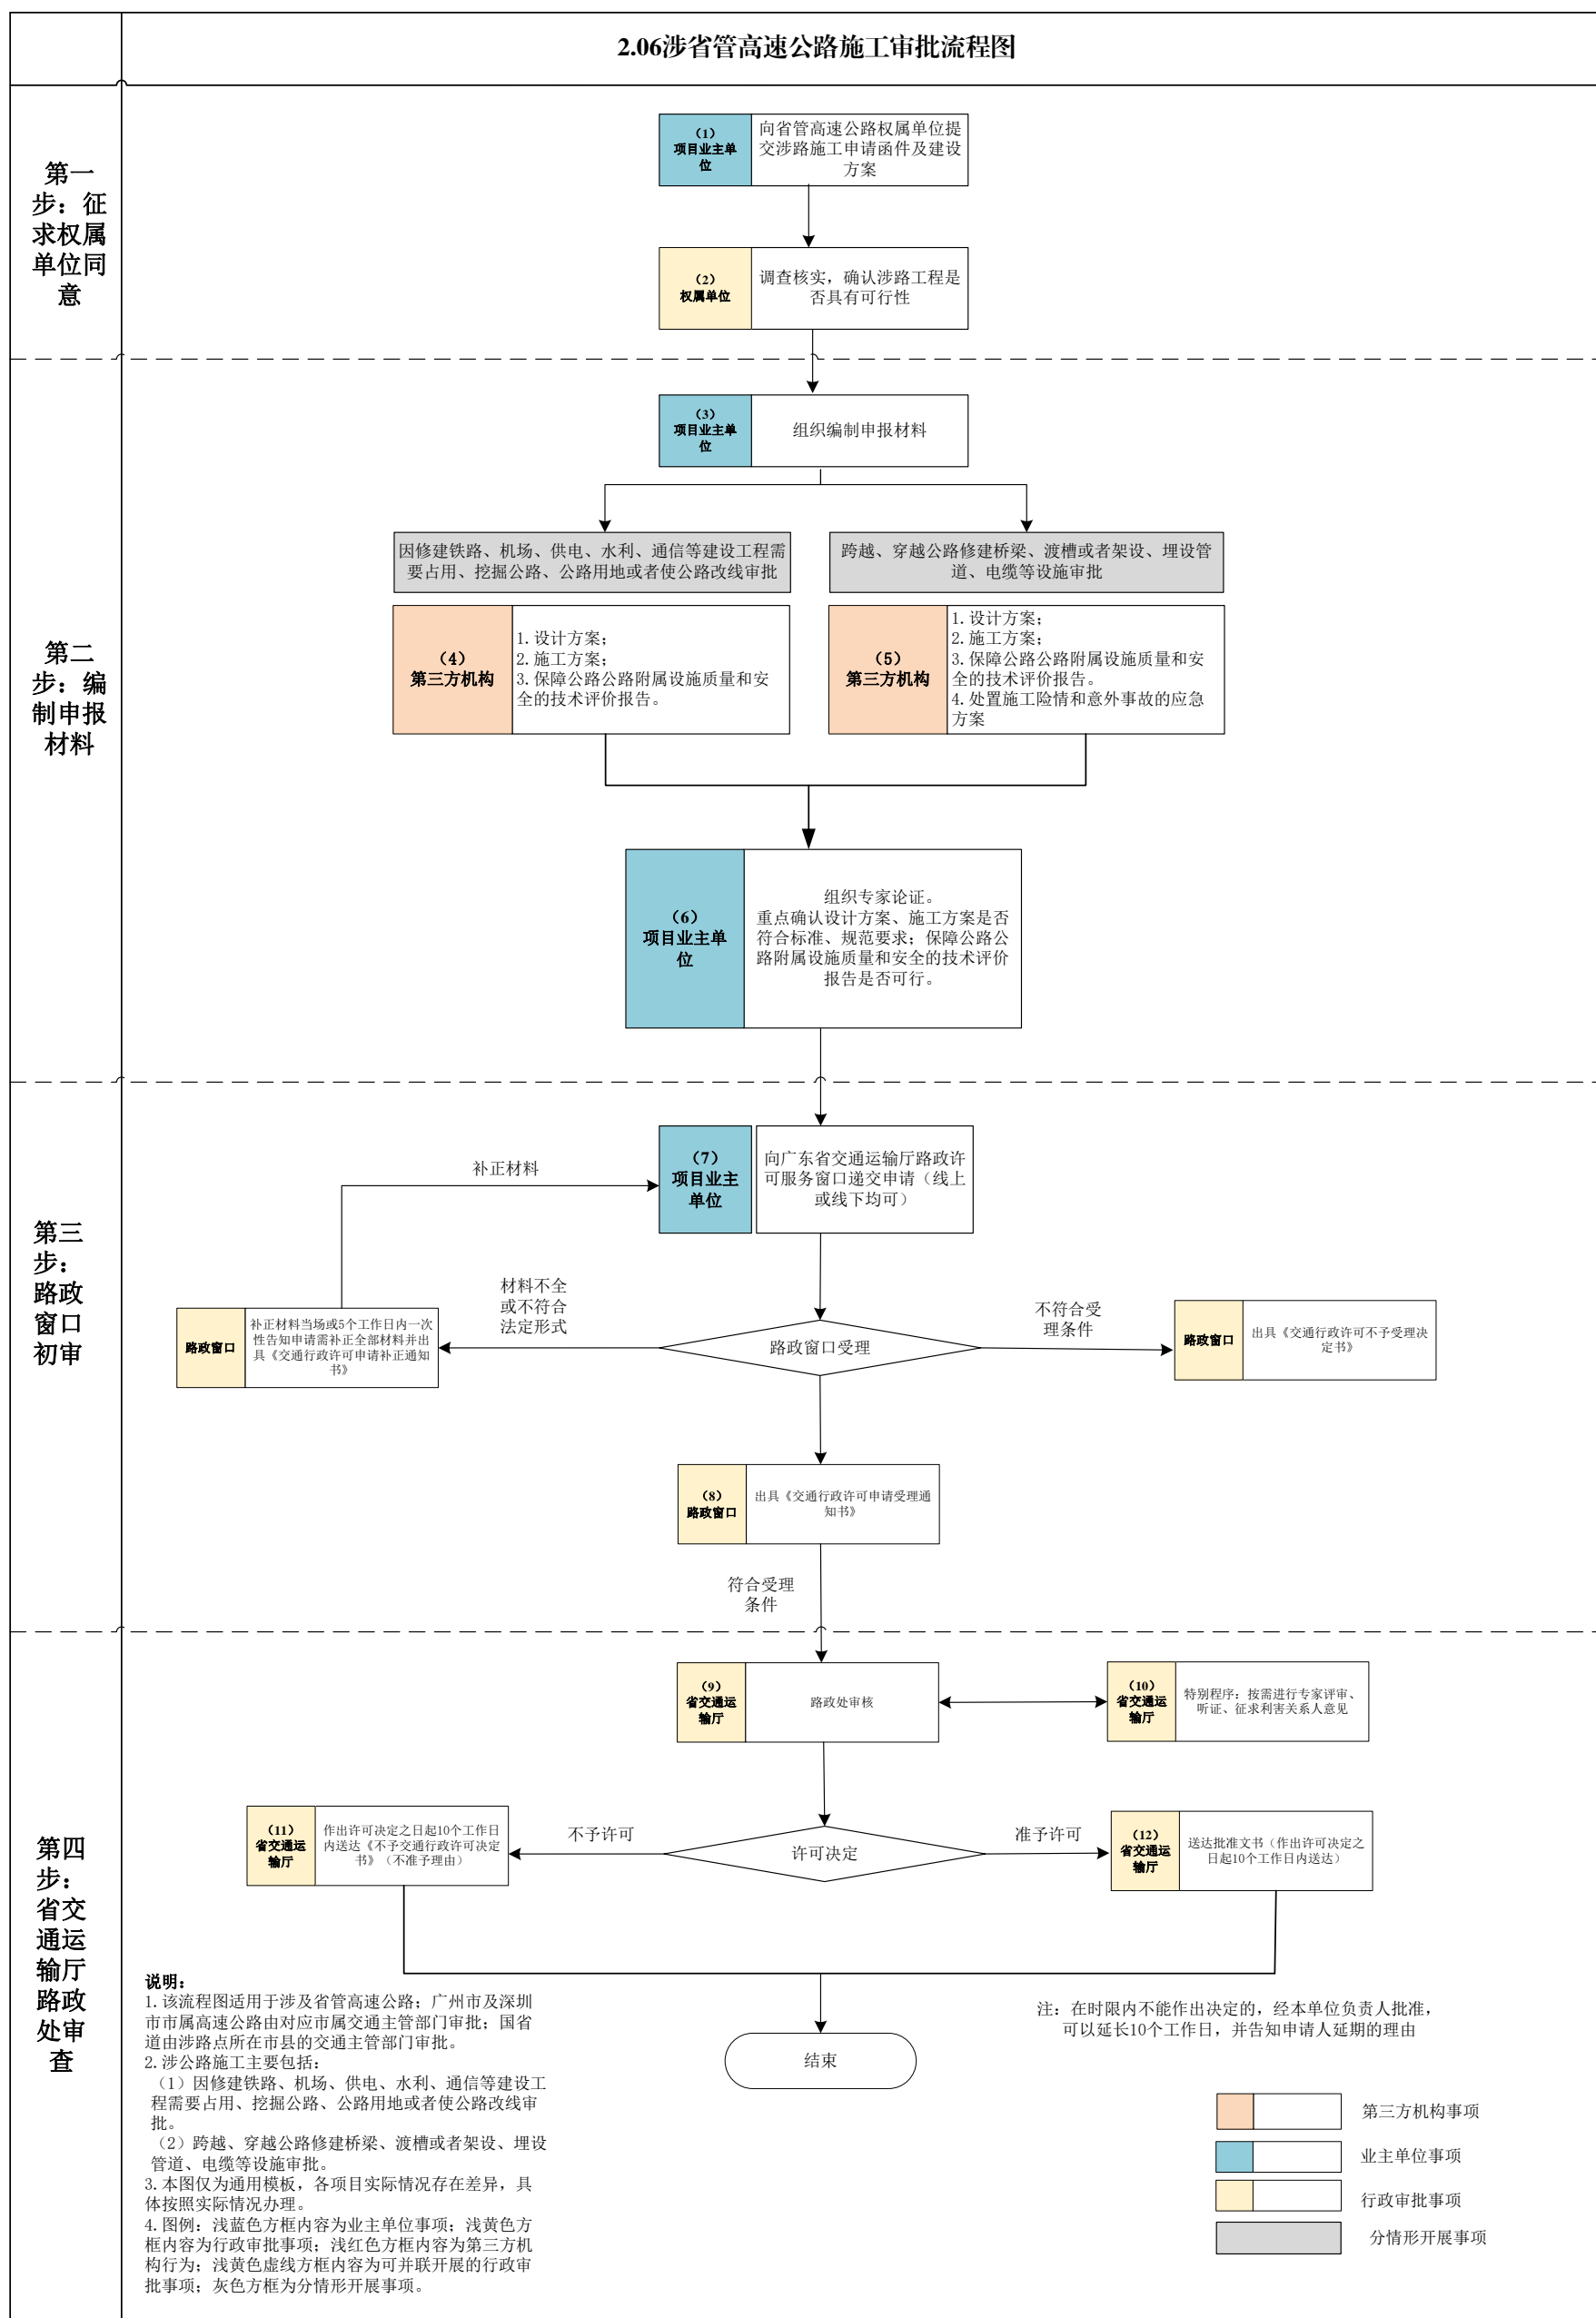 2.06涉省管高速公路施工审批流程图
第一
步：征
求权属
单位同
意
（1）
项目业主单
位
向省管高速公路权属单位提
交涉路施工申请函件及建设
方案
（2）
权属单位
调查核实，确认涉路工程是
否具有可行性
第二
步：编
制申报
材料
（3）
项目业主单
位
组织编制申报材料
因修建铁路、机场、供电、水利、通信等建设工程需
要占用、挖掘公路、公路用地或者使公路改线审批
跨越、穿越公路修建桥梁、渡槽或者架设、埋设管
道、电缆等设施审批
（4）
第三方机构
1.设计方案；
2.施工方案；
3.保障公路公路附属设施质量和安
全的技术评价报告。
（5）
第三方机构
1.设计方案；
2.施工方案；
3.保障公路公路附属设施质量和安
全的技术评价报告。
4.处置施工险情和意外事故的应急
方案
（6）
项目业主单
位
组织专家论证。
重点确认设计方案、施工方案是否
符合标准、规范要求；保障公路公
路附属设施质量和安全的技术评价
报告是否可行。
第三
步：
路政
窗口
初审
（7）
项目业主
单位
向广东省交通运输厅路政许
可服务窗口递交申请（线上
或线下均可）
补正材料
材料不全
或不符合
法定形式
不符合受
理条件
路政窗口
补正材料当场或5个工作日内一次
性告知申请需补正全部材料并出
具《交通行政许可申请补正通知
书》
路政窗口受理
路政窗口
出具《交通行政许可不予受理决
定书》
（8）
路政窗口
出具《交通行政许可申请受理通
知书》
符合受理
条件
第四
步：
省交
通运
输厅
路政
处审
查
（9）
省交通运
输厅
路政处审核
（10）
省交通运
输厅
特别程序：按需进行专家评审、
听证、征求利害关系人意见
（11）
省交通运
输厅
作出许可决定之日起10个工作日
内送达《不予交通行政许可决定
书》（不准予理由）
不予许可
许可决定
准予许可
（12）
省交通运
输厅
送达批准文书（作出许可决定之
日起10个工作日内送达）
结束
说明：
1.该流程图适用于涉及省管高速公路；广州市及深圳
市市属高速公路由对应市属交通主管部门审批；国省
道由涉路点所在市县的交通主管部门审批。
2.涉公路施工主要包括：
（1）因修建铁路、机场、供电、水利、通信等建设工
程需要占用、挖掘公路、公路用地或者使公路改线审
批。
（2）跨越、穿越公路修建桥梁、渡槽或者架设、埋设
管道、电缆等设施审批。
3.本图仅为通用模板，各项目实际情况存在差异，具
体按照实际情况办理。
4.图例：浅蓝色方框内容为业主单位事项；浅黄色方
框内容为行政审批事项；浅红色方框内容为第三方机
构行为；浅黄色虚线方框内容为可并联开展的行政审
批事项；灰色方框为分情形开展事项。
注：在时限内不能作出决定的，经本单位负责人批准，
可以延长10个工作日，并告知申请人延期的理由
第三方机构事项
业主单位事项
行政审批事项
分情形开展事项